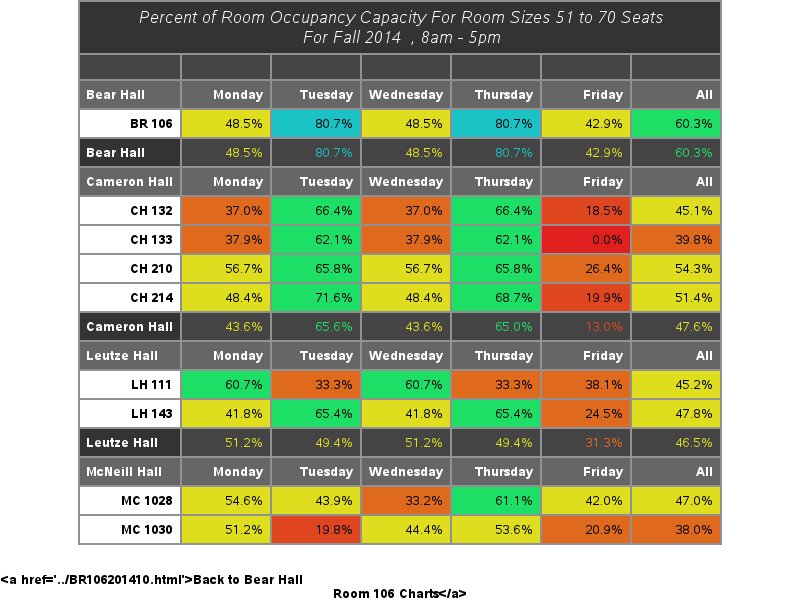 Percent of Room Occupancy Capacity For Room Sizes 51 to 70 Seats
For Fall 2014 , 8am - 5pm
Bear Hall Monday Tuesday Wednesday Thursday Friday All
BR 106 48.5% 80.7% 48.5% 80.7% 42.9% 60.3%
Bear Hall 48.5% 80.7% 48.5% 80.7% 42.9% 60.3%
Cameron Hall Monday Tuesday Wednesday Thursday Friday All
CH 132 37.0% 66.4% 37.0% 66.4% 18.5% 45.1%
CH 133 37.9% 62.1% 37.9% 62.1% 0.0% 39.8%
CH 210 56.7% 65.8% 56.7% 65.8% 26.4% 54.3%
CH 214 48.4% 71.6% 48.4% 68.7% 19.9% 51.4%
Cameron Hall 43.6% 65.6% 43.6% 65.0% 13.0% 47.6%
Leutze Hall Monday Tuesday Wednesday Thursday Friday All
LH 111 60.7% 33.3% 60.7% 33.3% 38.1% 45.2%
LH 143 41.8% 65.4% 41.8% 65.4% 24.5% 47.8%
Leutze Hall 51.2% 49.4% 51.2% 49.4% 31.3% 46.5%
McNeill Hall Monday Tuesday Wednesday Thursday Friday All
MC 1028 54.6% 43.9% 33.2% 61.1% 42.0% 47.0%
MC 1030 51.2% 19.8% 44.4% 53.6% 20.9% 38.0%
<a href='../BR106201410.html'>Back to Bear Hall
Room 106 Charts</a>